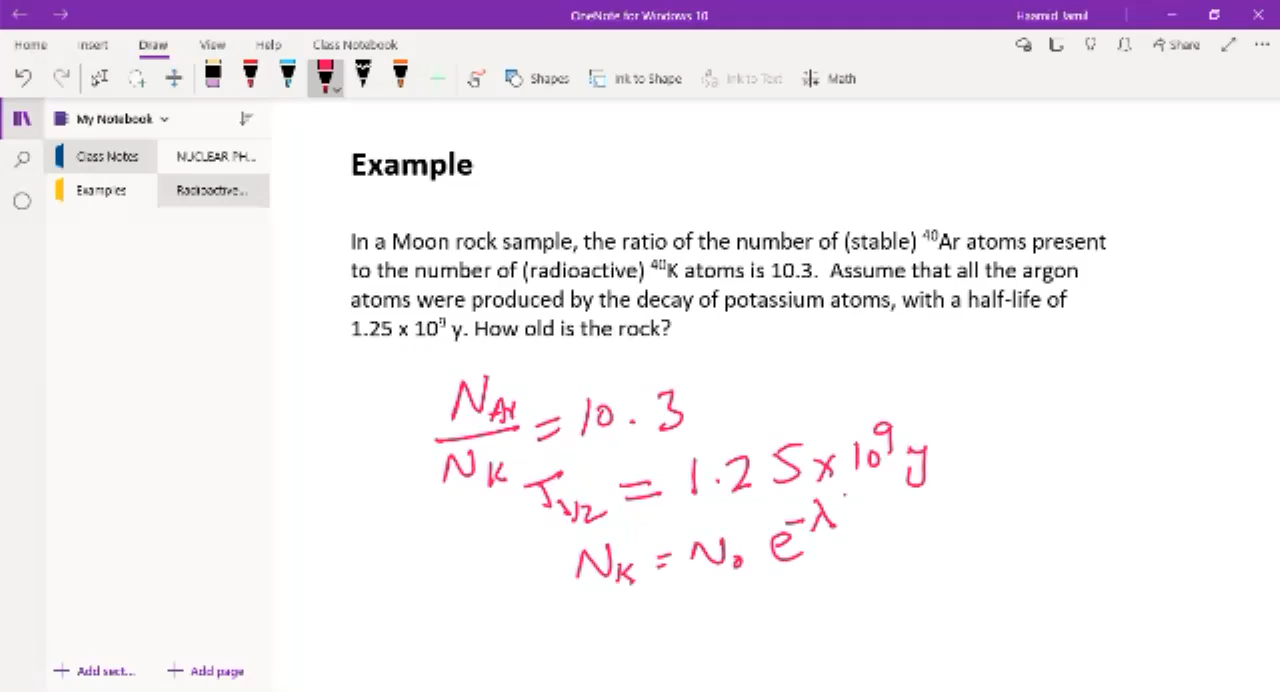 OneNote for Windows 10
Haamid Jamil
Home Insert Draw View Help Class Notebook
Share
Shapes Ink to Shape Ink to Text Math
My Notebook
Class Notes
NUCLEAR PH...
Examples
Radioactive...
Example
In a Moon rock sample, the ratio of the number of (stable) ⁴⁰Ar atoms present
to the number of (radioactive) ⁴⁰K atoms is 10.3. Assume that all the argon
atoms were produced by the decay of potassium atoms, with a half-life of
1.25 x 10⁹ y. How old is the rock?
N_Ar / N_K = 10.3
T_1/2 = 1.25 x 10⁹ y
N_K = N₀ e^-λ
+ Add sect...
+ Add page